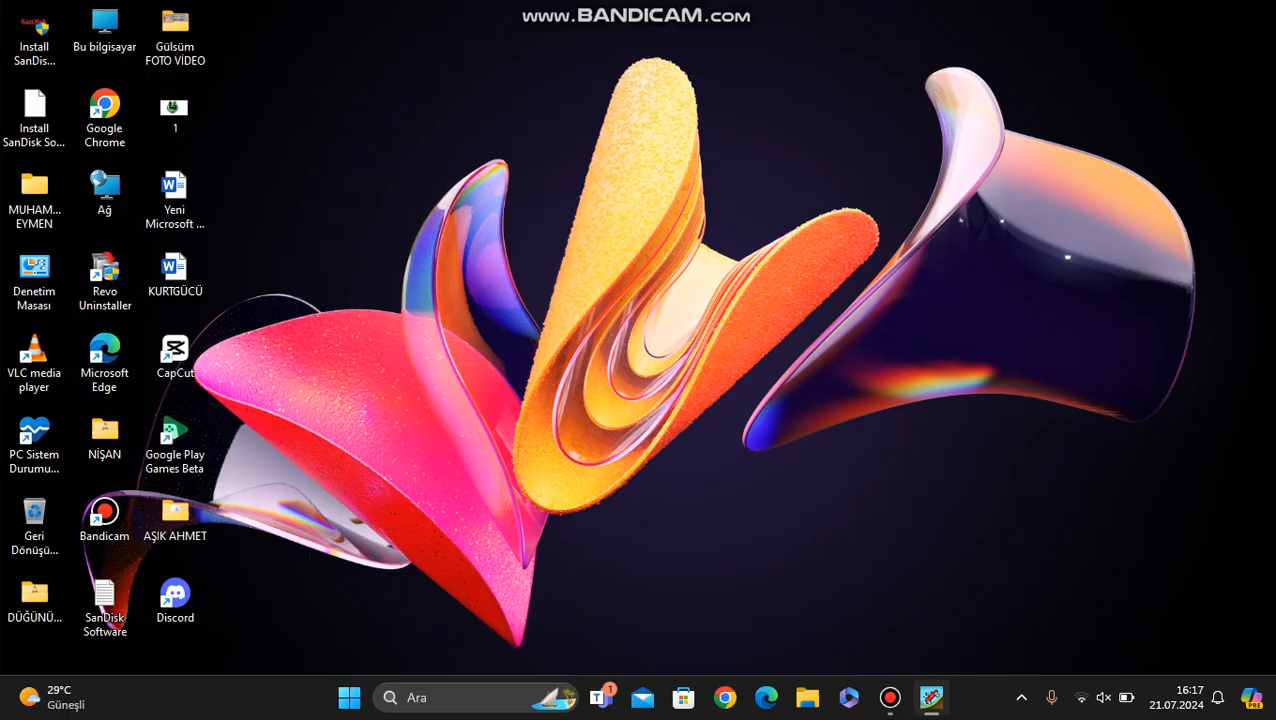 www.BANDICAM.com
Install
SanDis...
Bu bilgisayar
Gülsüm
FOTO VİDEO
Install
SanDisk So...
Google
Chrome
1
MUHAM...
EYMEN
Ağ
Yeni
Microsoft ...
Denetim
Masası
Revo
Uninstaller
KURTGÜCÜ
VLC media
player
Microsoft
Edge
CapCut
PC Sistem
Durumu...
NİŞAN
Google Play
Games Beta
Geri
Dönüşü...
Bandicam
AŞIK AHMET
DÜĞÜNÜ...
SanDisk
Software
Discord
29°C
Güneşli
Ara
1
16:17
21.07.2024
PRE